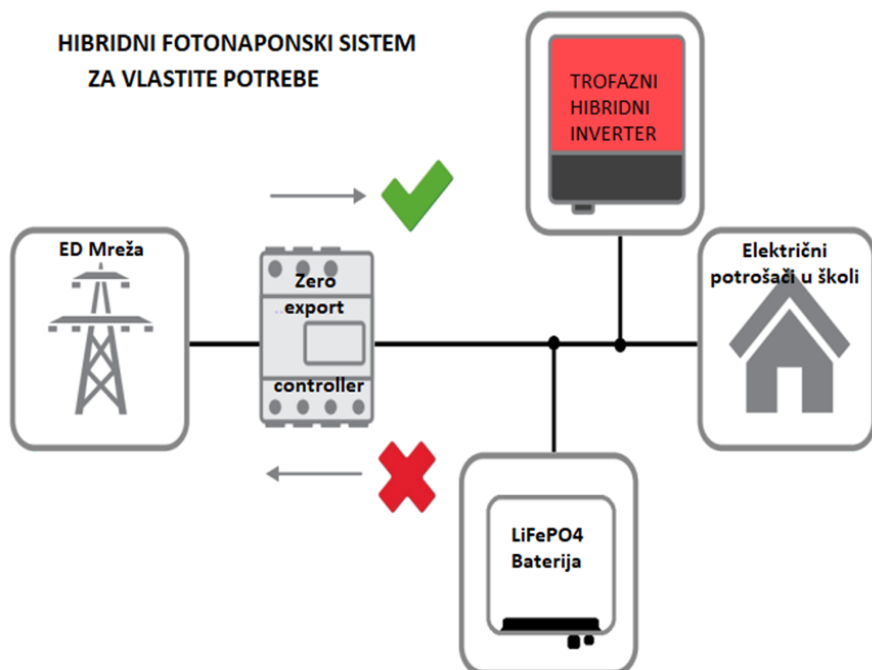 HIBRIDNI FOTONAPONSKI SISTEM
ZA VLASTITE POTREBE
TROFAZNI
HIBRIDNI
INVERTER
ED Mreža
Zero
..export
controller
Električni
potrošači u školi
LiFePO4
Baterija